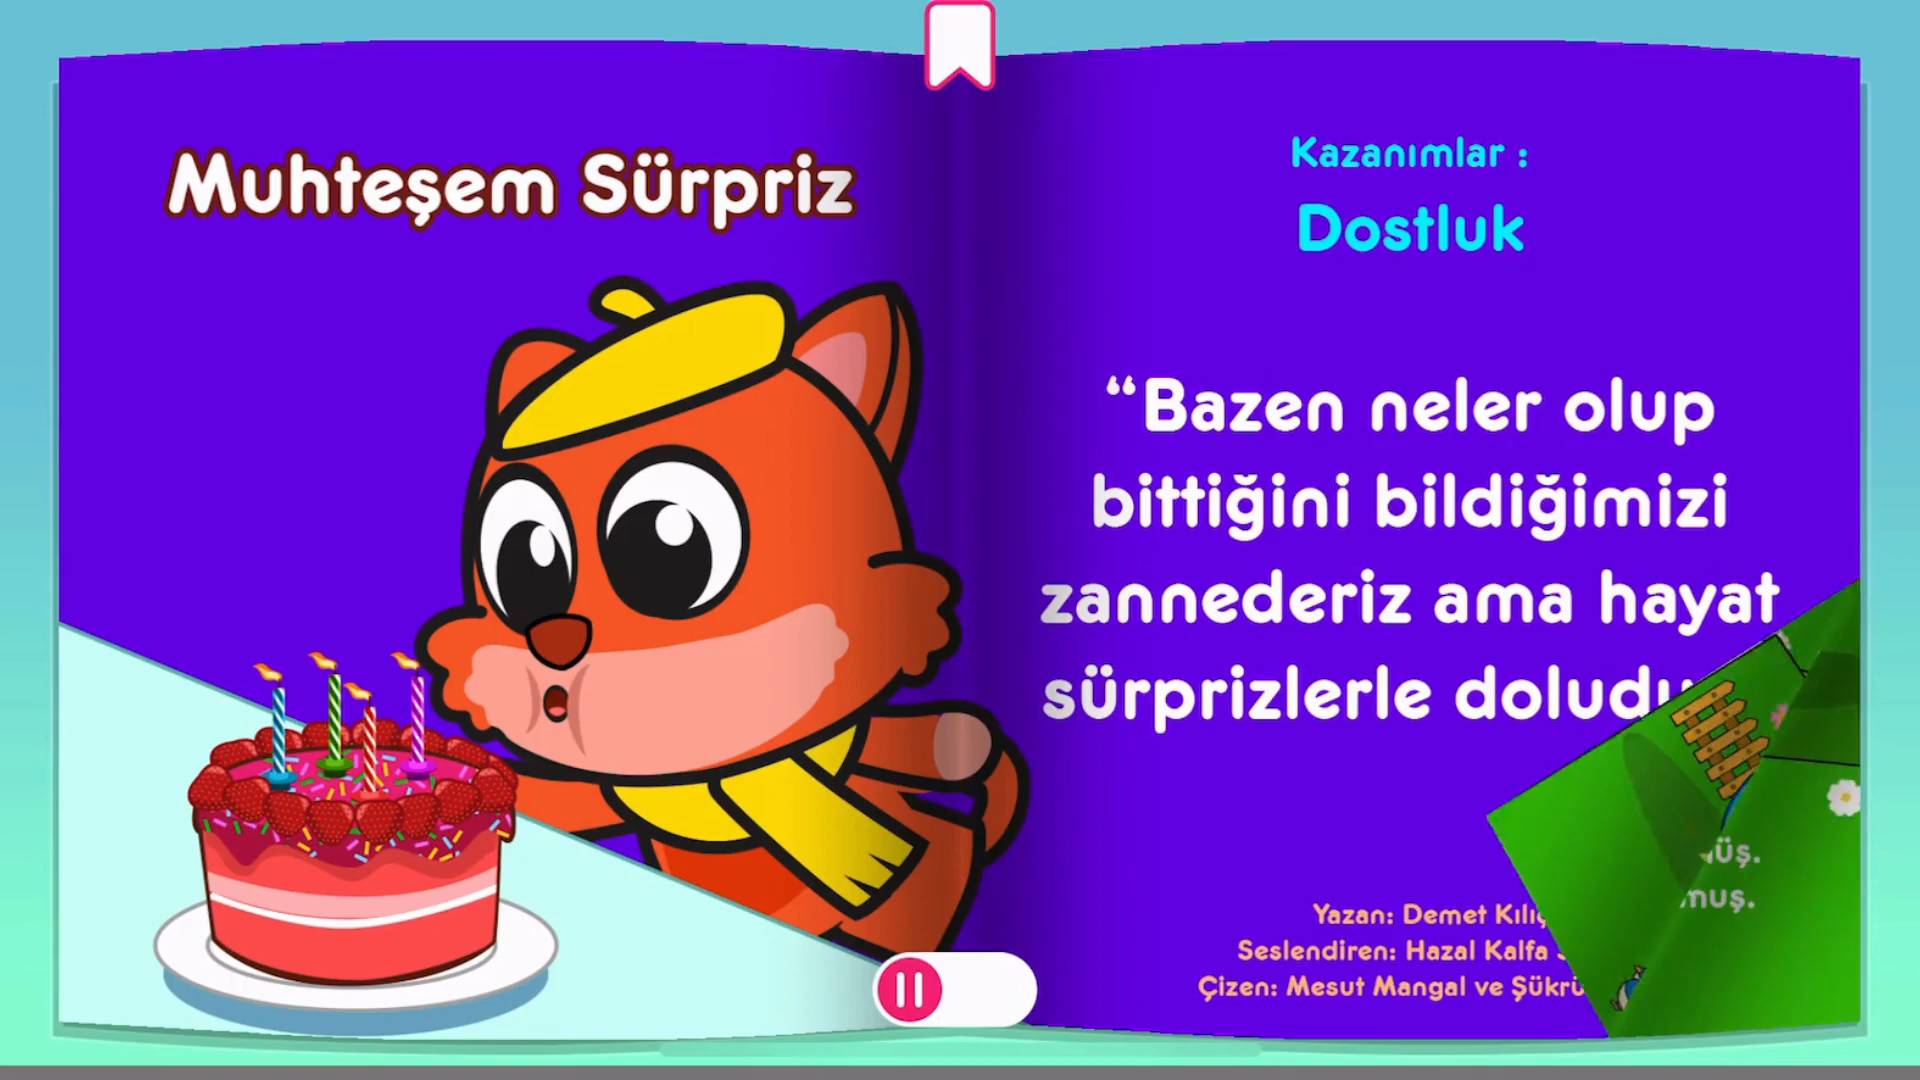 Muhteşem Sürpriz
Kazanımlar :
Dostluk
“Bazen neler olup
bittiğini bildiğimizi
zannederiz ama hayat
sürprizlerle
Yazan: Demet
Seslendiren: Hazal Kalfa
Çizen: Mesut Mangal ve